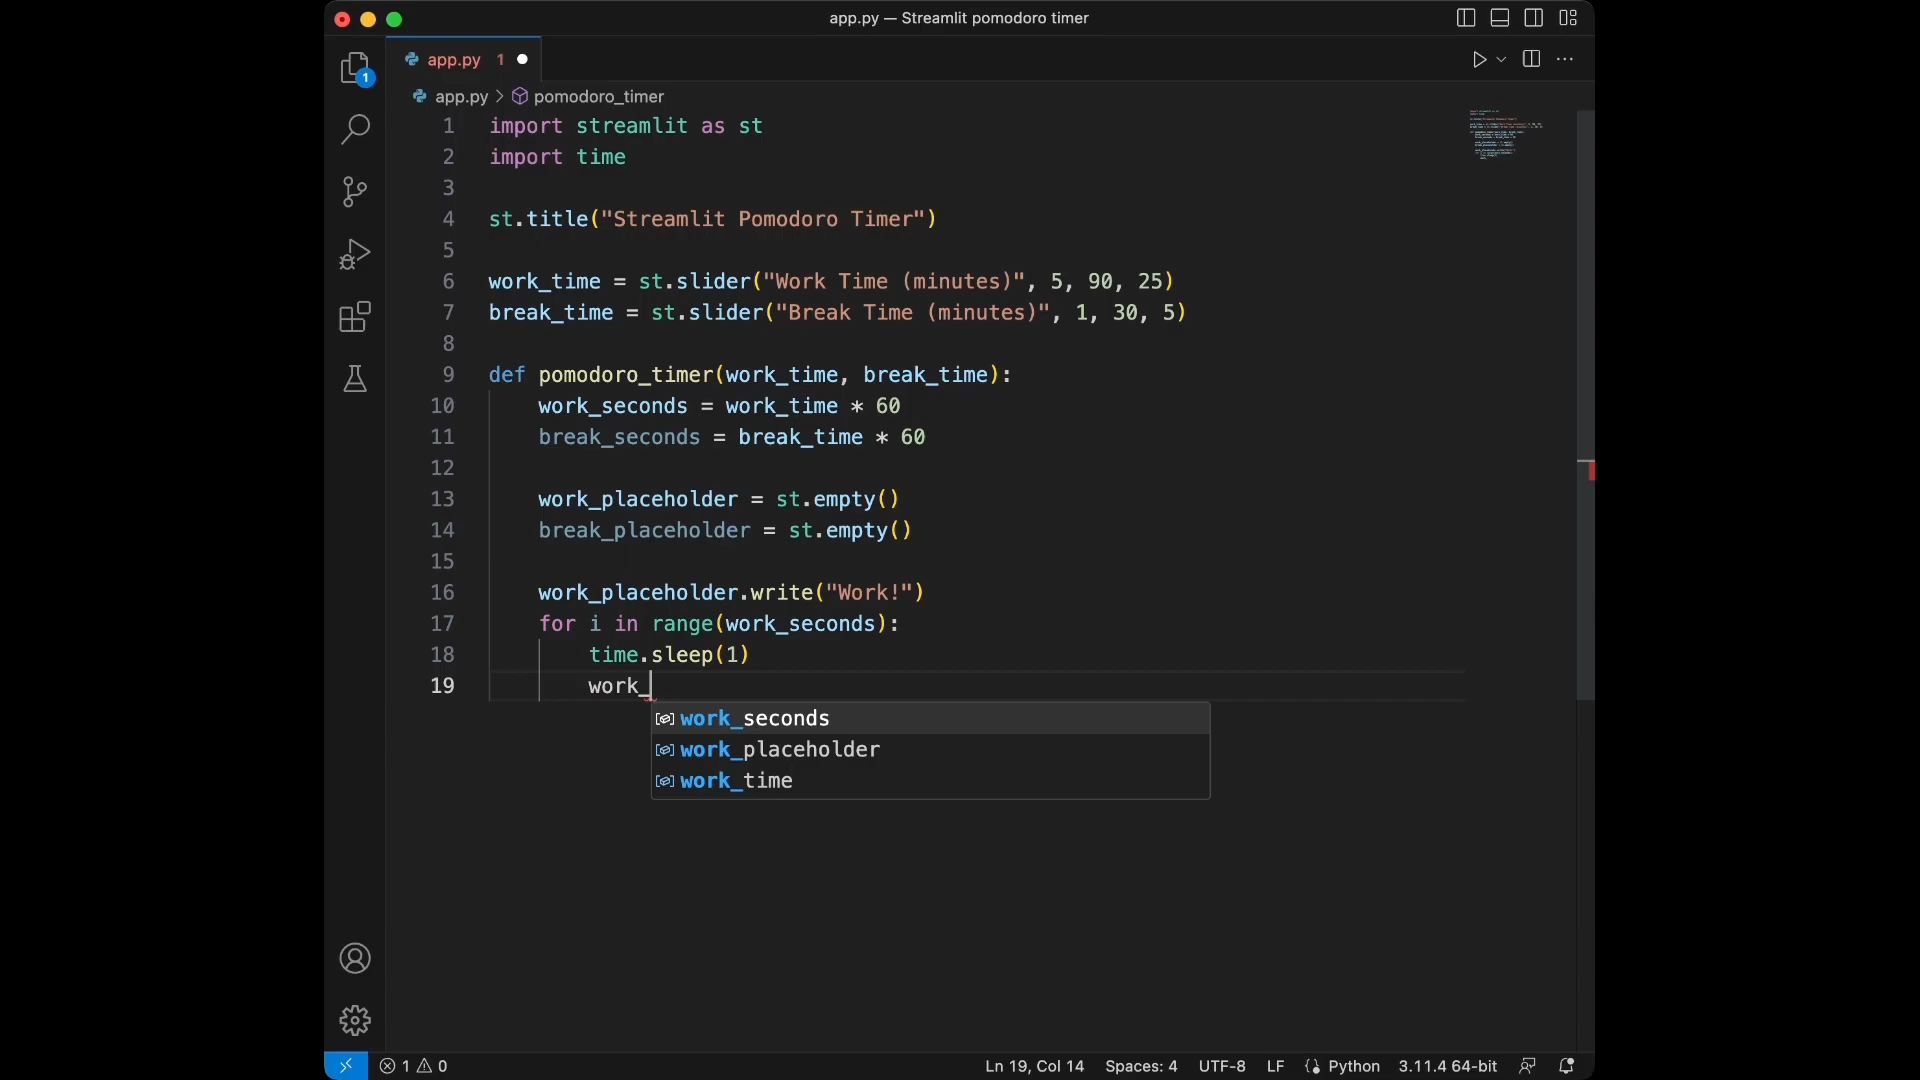 app.py — Streamlit pomodoro timer
1
app.py 1
app.py > pomodoro_timer
1 import streamlit as st
2 import time
3
4 st.title("Streamlit Pomodoro Timer")
5
6 work_time = st.slider("Work Time (minutes)", 5, 90, 25)
7 break_time = st.slider("Break Time (minutes)", 1, 30, 5)
8
9 def pomodoro_timer(work_time, break_time):
10 work_seconds = work_time * 60
11 break_seconds = break_time * 60
12
13 work_placeholder = st.empty()
14 break_placeholder = st.empty()
15
16 work_placeholder.write("Work!")
17 for i in range(work_seconds):
18 time.sleep(1)
19 work_
work_seconds
work_placeholder
work_time
1 0 Ln 19, Col 14 Spaces: 4 UTF-8 LF Python 3.11.4 64-bit